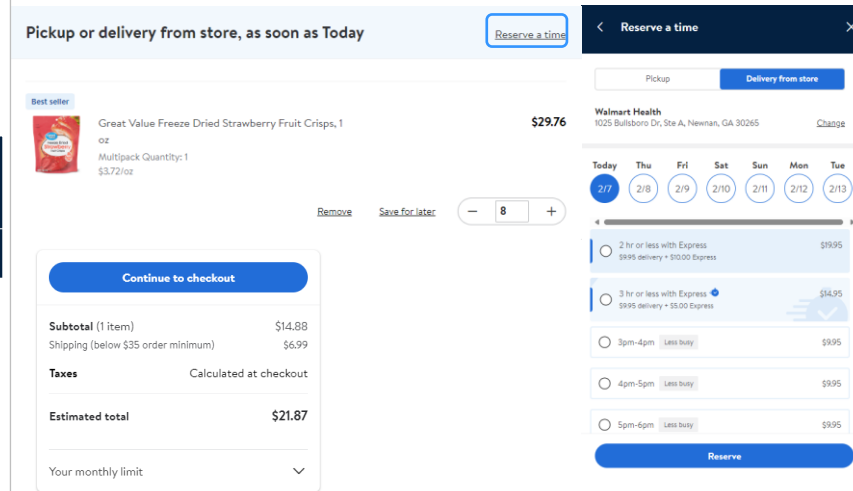 Pickup or delivery from store, as soon as Today
Reserve a time
Best seller
Great Value Freeze Dried Strawberry Fruit Crisps, 1
oz
$29.76
Multipack Quantity: 1
$3.72/oz
Remove
Save for later
− 8 +
Continue to checkout
Subtotal (1 item) $14.88
Shipping (below $35 order minimum) $6.99
Taxes Calculated at checkout
Estimated total $21.87
Your monthly limit
Reserve a time
Pickup
Delivery from store
Walmart Health
1025 Bullsboro Dr, Ste A, Newnan, GA 30265
Change
Today Thu Fri Sat Sun Mon Tue
2/7 2/8 2/9 2/10 2/11 2/12 2/13
2 hr or less with Express $19.95
$9.95 delivery + $10.00 Express
3 hr or less with Express $14.95
$9.95 delivery + $5.00 Express
3pm-4pm Less busy $9.95
4pm-5pm Less busy $9.95
5pm-6pm Less busy $9.95
Reserve